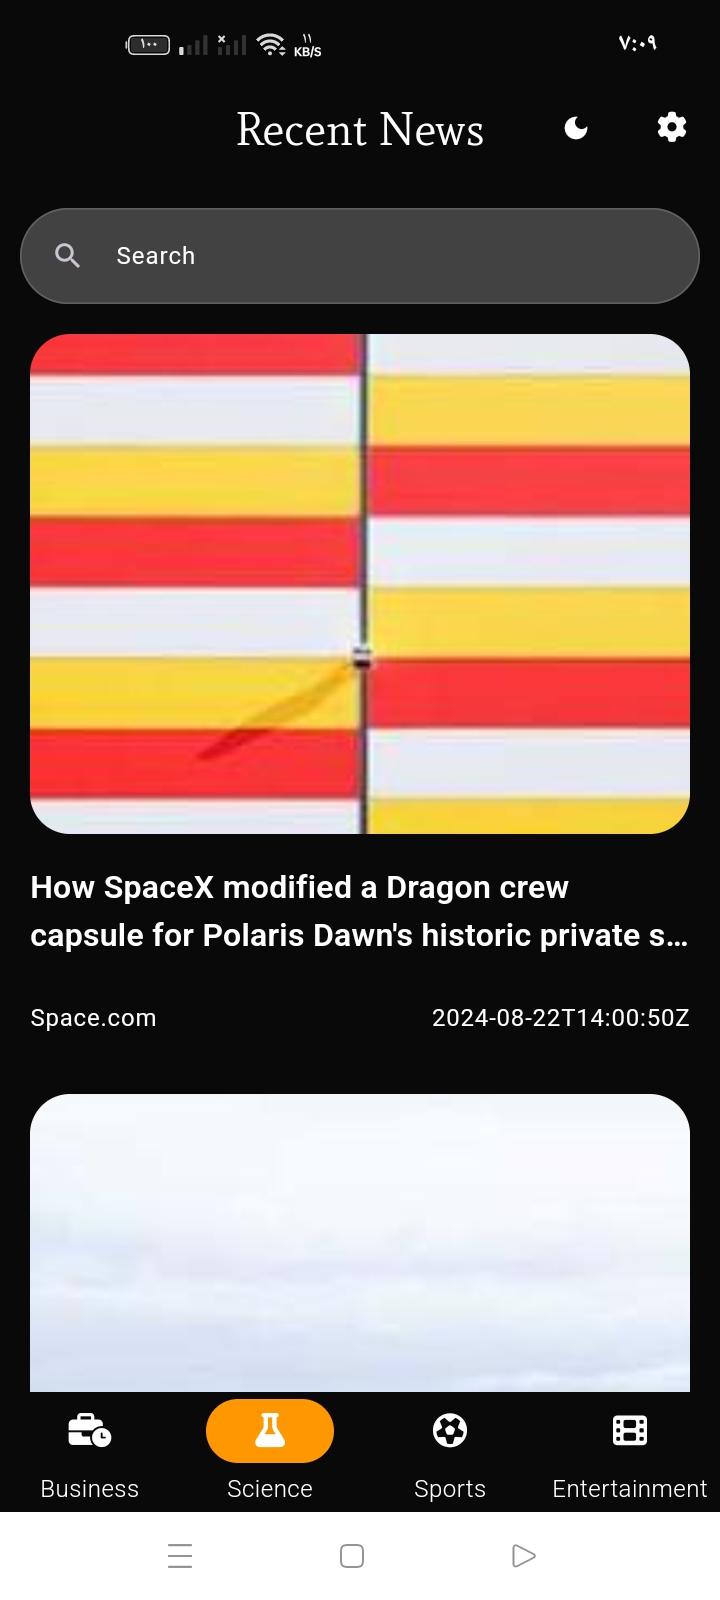 ١٠٠
١١
KB/S
٧:٠٩
Recent News
Search
How SpaceX modified a Dragon crew
capsule for Polaris Dawn's historic private s...
Space.com
2024-08-22T14:00:50Z
Business
Science
Sports
Entertainment